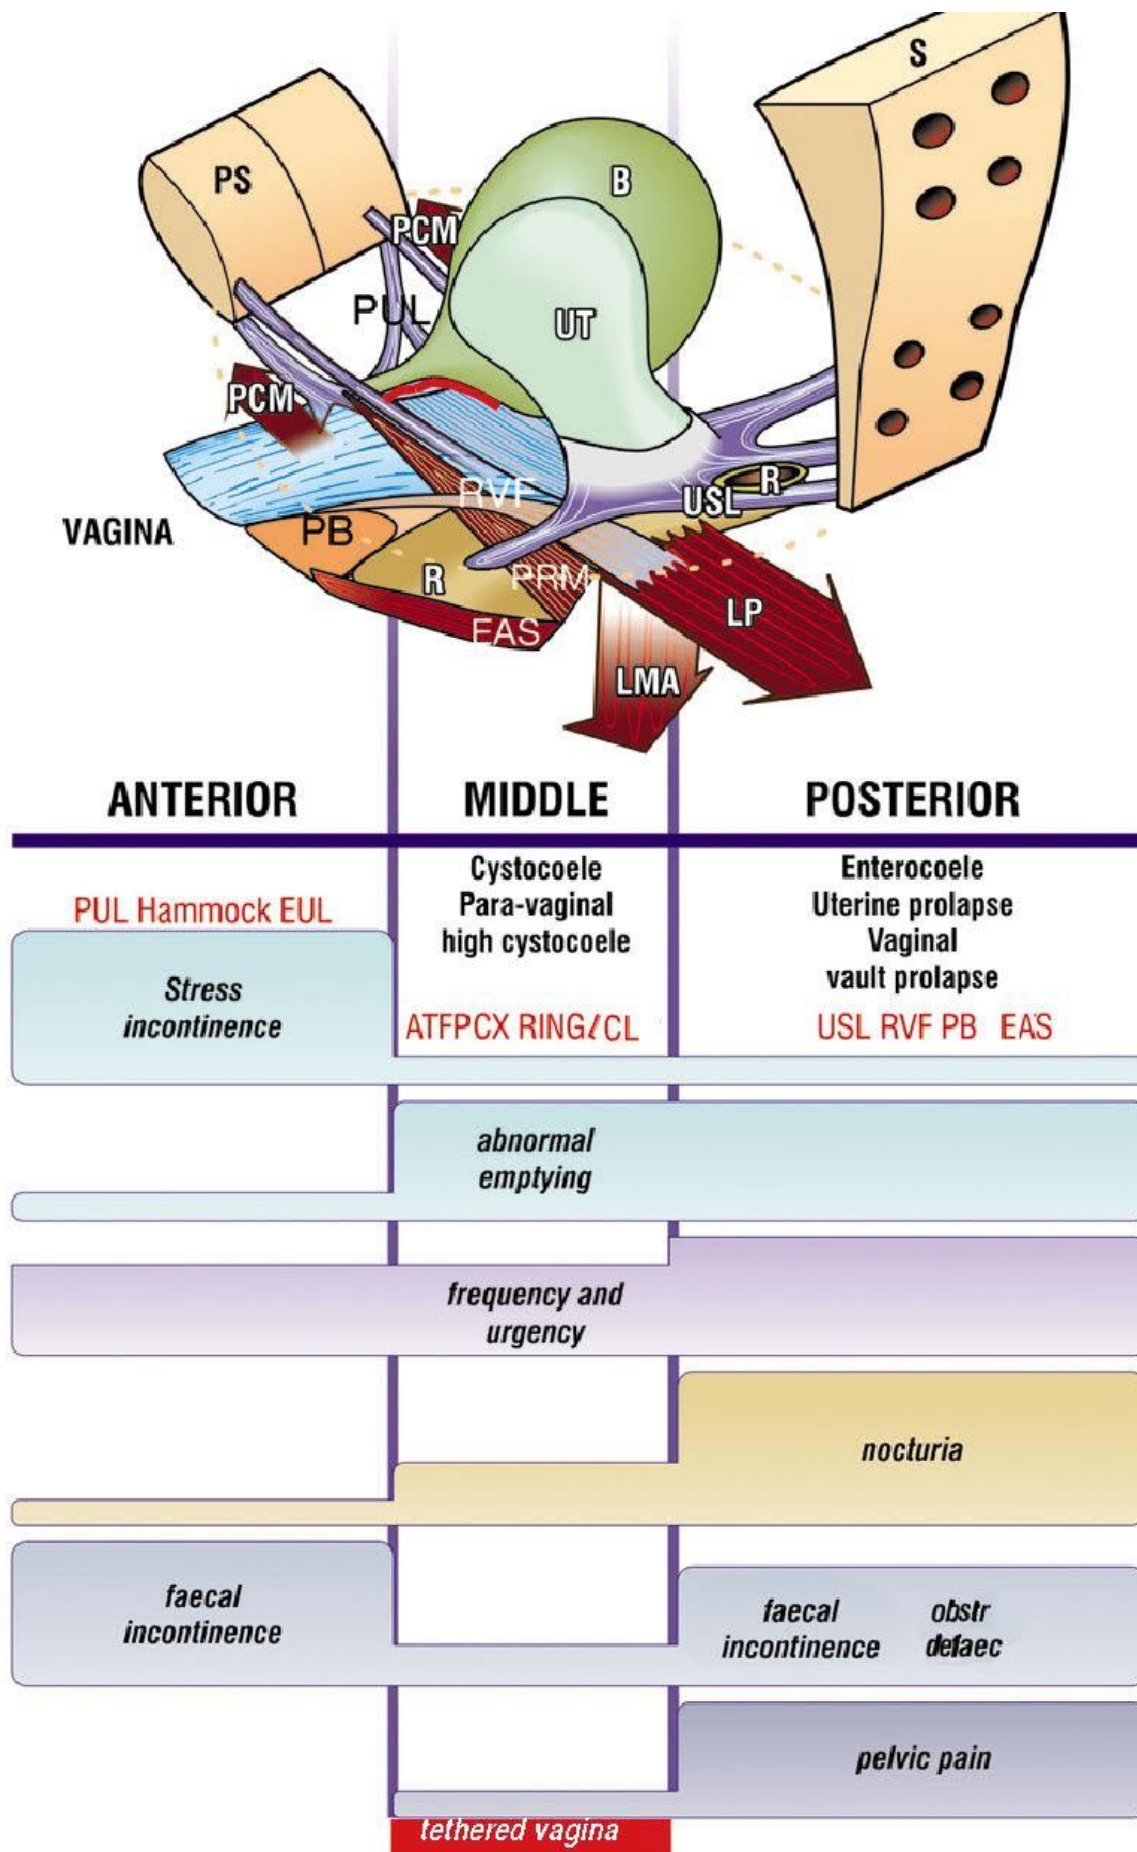 S
PS
B
PCM
PUL
UT
PCM
RVF
R
USL
VAGINA
PB
R
PRM
LP
EAS
LMA
ANTERIOR MIDDLE POSTERIOR
PUL Hammock EUL
Cystocoele
Para-vaginal
high cystocoele
ATFPCX RING/CL
Enterocoele
Uterine prolapse
Vaginal
vault prolapse
USL RVF PB EAS
Stress
incontinence
abnormal
emptying
frequency and
urgency
nocturia
faecal
incontinence
faecal
incontinence
obstr
defaec
pelvic pain
tethered vagina